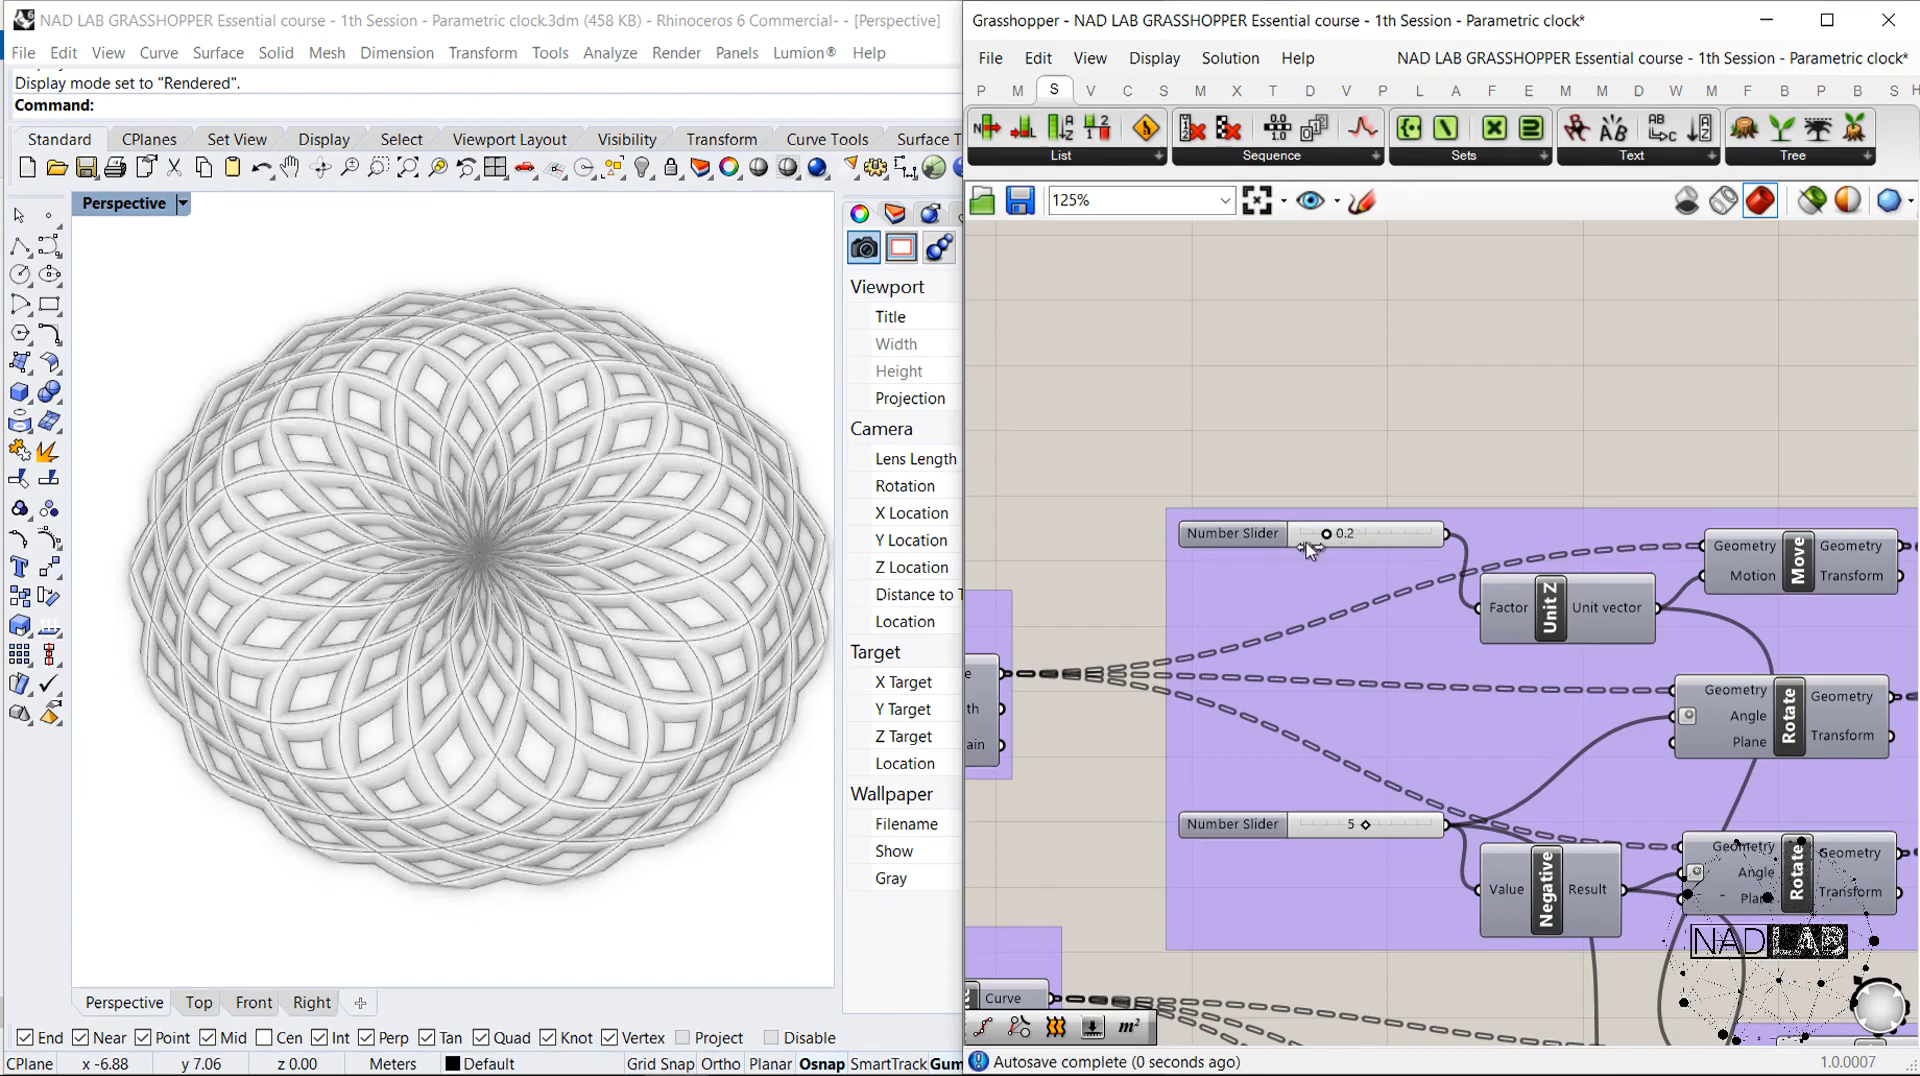 NAD LAB GRASSHOPPER Essential course - 1th Session - Parametric clock.3dm (458 KB) - Rhinoceros 6 Commercial- - [Perspective]
File Edit View Curve Surface Solid Mesh Dimension Transform Tools Analyze Render Panels Lumion® Help
Display mode set to "Rendered".
Command:
Standard CPlanes Set View Display Select Viewport Layout Visibility Transform Curve Tools Surface T
Perspective
Viewport
Title
Width
Height
Projection
Camera
Lens Length
Rotation
X Location
Y Location
Z Location
Distance to T
Location
Target
X Target
Y Target
Z Target
Location
Wallpaper
Filename
Show
Gray
Perspective Top Front Right
End Near Point Mid Cen Int Perp Tan Quad Knot Vertex Project Disable
CPlane x -6.88 y 7.06 z 0.00 Meters Default Grid Snap Ortho Planar Osnap SmartTrack Gum
Grasshopper - NAD LAB GRASSHOPPER Essential course - 1th Session - Parametric clock*
File Edit View Display Solution Help NAD LAB GRASSHOPPER Essential course - 1th Session - Parametric clock*
P M S V C S M X T D V P L A F E M M D W M F B P B S H
List Sequence Sets Text Tree
125%
Number Slider 0.2
Factor Unit Z Unit vector
Geometry Motion Move Geometry Transform
Geometry Angle Plane Rotate Geometry Transform
Number Slider 5
Value Negative Result
Geometry Angle Plane Rotate Geometry Transform
e
th
ain
Curve
m²
NAD LAB
Autosave complete (0 seconds ago) 1.0.0007